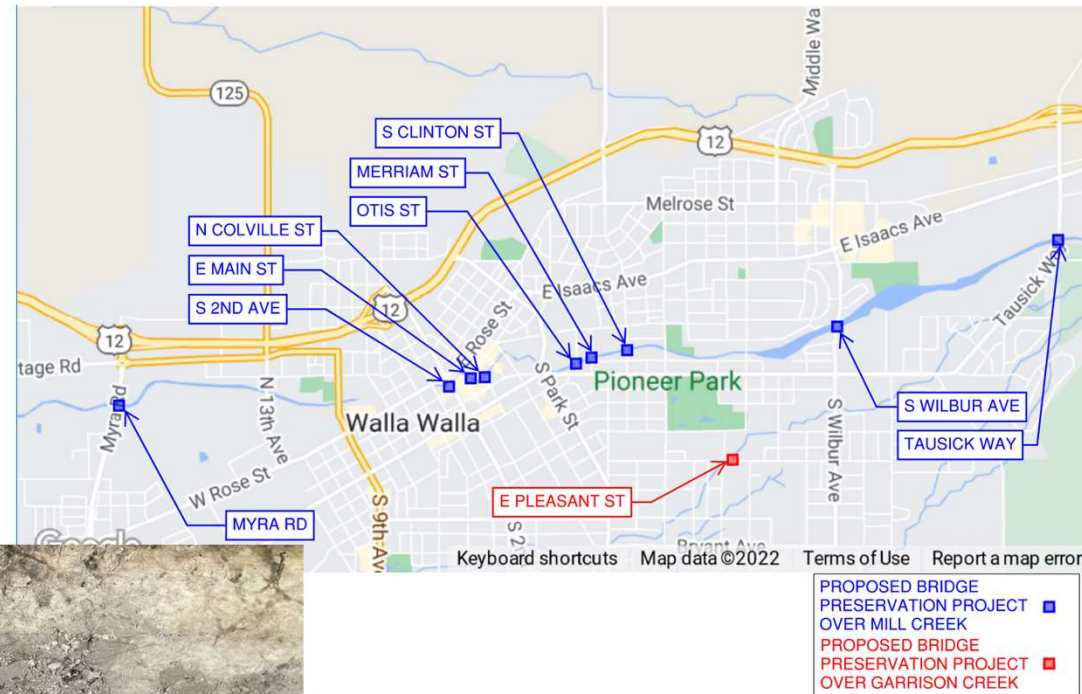 Middle Wa
125
S CLINTON ST
12
MERRIAM ST
Melrose St
OTIS ST
N COLVILLE ST
E Isaacs Ave
E MAIN ST
E Isaacs Ave
S 2ND AVE
12
Tausick Way
E Rose St
12
tage Rd
S Park St
Pioneer Park
N 13th Ave
Myra Rd
Walla Walla
S WILBUR AVE
S Wilbur Ave
TAUSICK WAY
W Rose St
E PLEASANT ST
S 9th Av
MYRA RD
S 2
Google
Bryant Ave
Keyboard shortcuts Map data ©2022 Terms of Use Report a map error
PROPOSED BRIDGE
PRESERVATION PROJECT
OVER MILL CREEK
PROPOSED BRIDGE
PRESERVATION PROJECT
OVER GARRISON CREEK